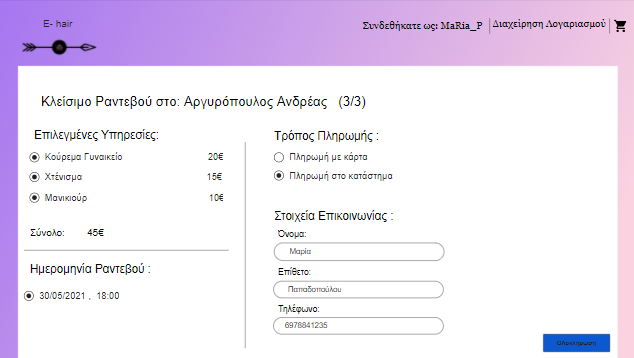 E- hair
Συνδεθήκατε ως: MaRia_P
Διαχείρηση Λογαριασμού
Κλείσιμο Ραντεβού στο: Αργυρόπουλος Ανδρέας (3/3)
Επιλεγμένες Υπηρεσίες:
Κούρεμα Γυναικείο 20€
Χτένισμα 15€
Μανικιούρ 10€
Σύνολο: 45€
Ημερομηνία Ραντεβού :
30/05/2021 , 18:00
Τρόπος Πληρωμής :
Πληρωμή με κάρτα
Πληρωμή στο κατάστημα
Στοιχεία Επικοινωνίας :
Όνομα:
Μαρία
Επίθετο:
Παπαδοπούλου
Τηλέφωνο:
6978841235
Ολοκλήρωση